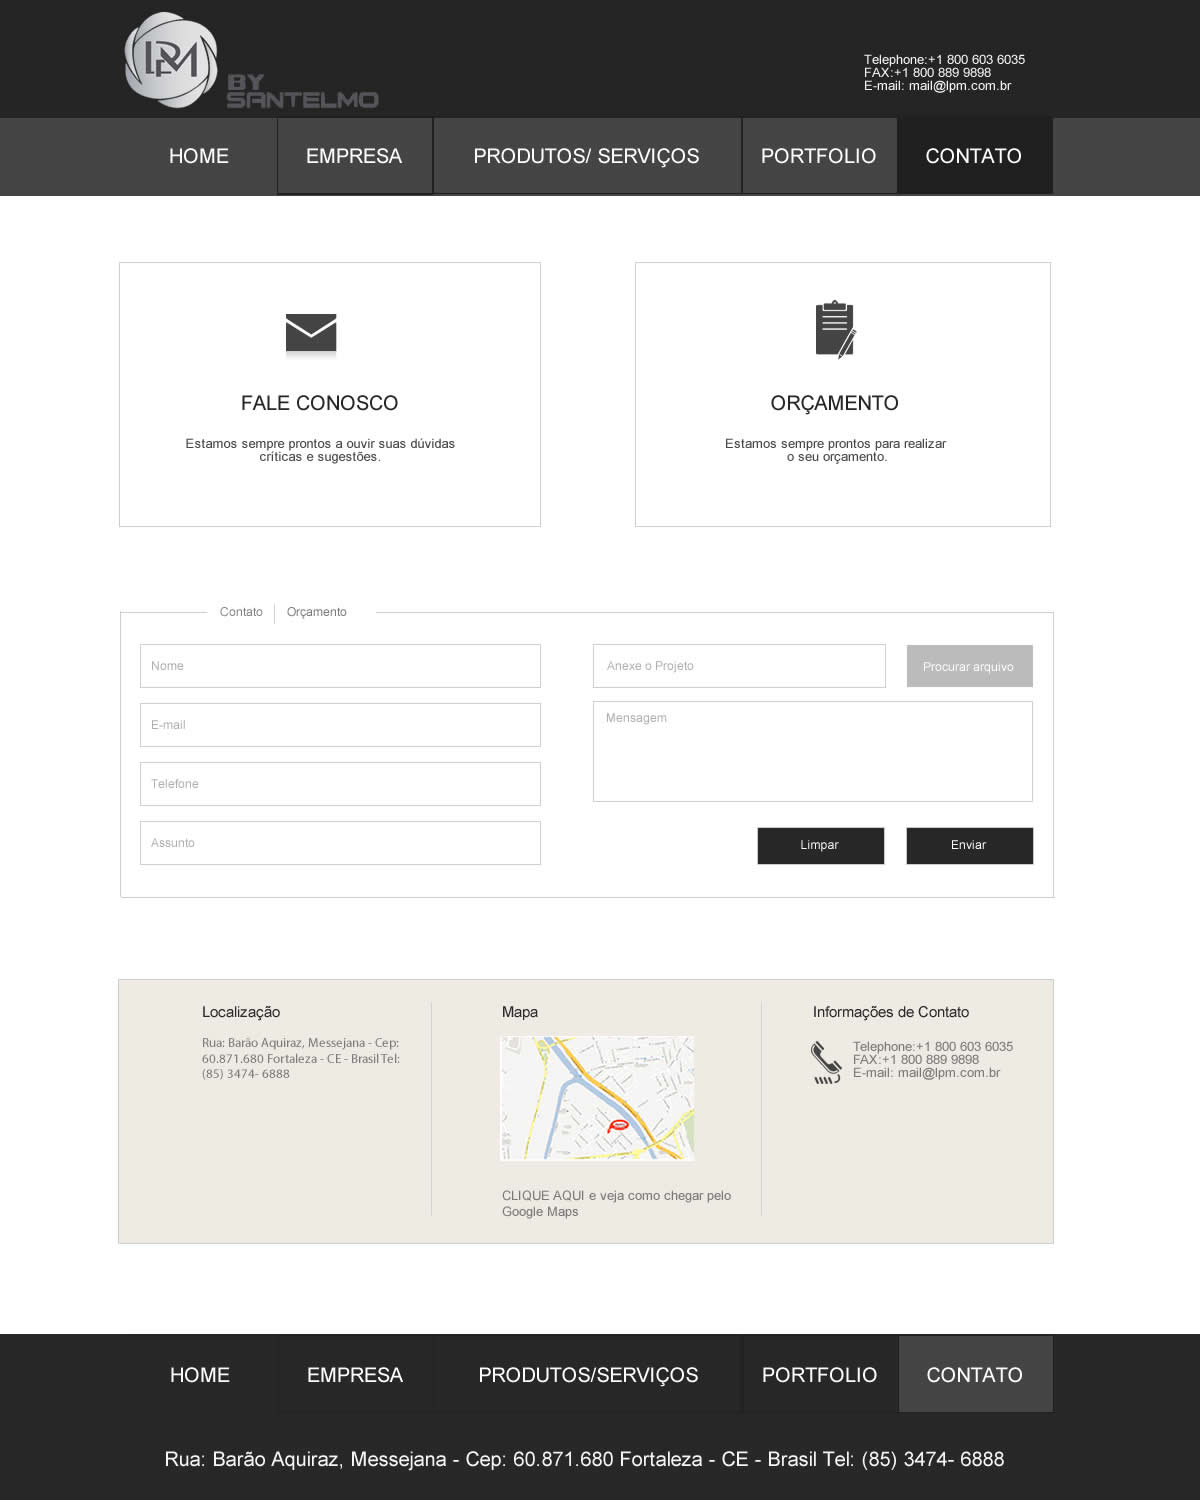 LPM
BY
SANTELMO
Telephone:+1 800 603 6035
FAX:+1 800 889 9898
E-mail: mail@lpm.com.br
HOME
EMPRESA
PRODUTOS/ SERVIÇOS
PORTFOLIO
CONTATO
FALE CONOSCO
Estamos sempre prontos a ouvir suas dúvidas
críticas e sugestões.
ORÇAMENTO
Estamos sempre prontos para realizar
o seu orçamento.
Contato
Orçamento
Nome
E-mail
Telefone
Assunto
Anexe o Projeto
Procurar arquivo
Mensagem
Limpar
Enviar
Localização
Rua: Barão Aquiraz, Messejana - Cep:
60.871.680 Fortaleza - CE - Brasil Tel:
(85) 3474- 6888
Mapa
CLIQUE AQUI e veja como chegar pelo
Google Maps
Informações de Contato
Telephone:+1 800 603 6035
FAX:+1 800 889 9898
E-mail: mail@lpm.com.br
HOME
EMPRESA
PRODUTOS/SERVIÇOS
PORTFOLIO
CONTATO
Rua: Barão Aquiraz, Messejana - Cep: 60.871.680 Fortaleza - CE - Brasil Tel: (85) 3474- 6888